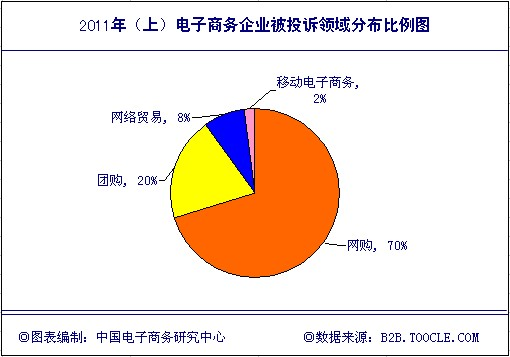 2011年（上）电子商务企业被投诉领域分布比例图
移动电子商务，
2%
网络贸易，8%
团购，20%
网购，70%
◎图表编制：中国电子商务研究中心
◎数据来源：B2B.TOOCLE.COM